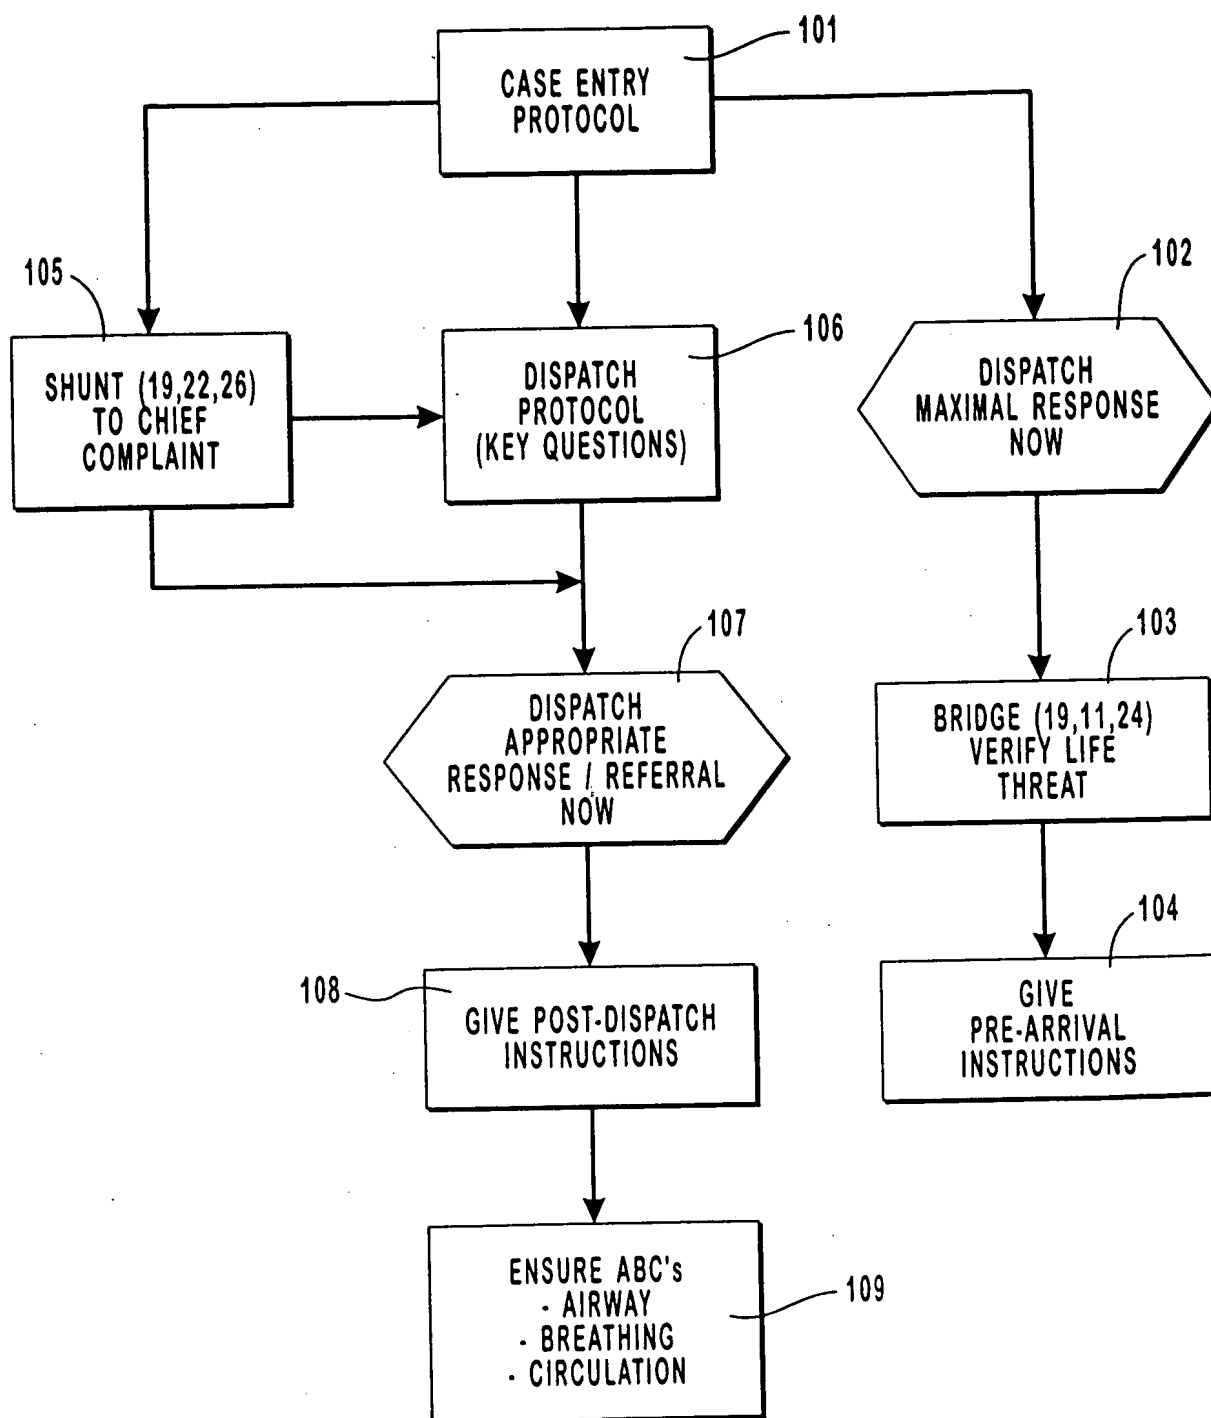 101
CASE ENTRY
PROTOCOL
102
105
106
SHUNT (19,22,26)
TO CHIEF
COMPLAINT
DISPATCH
PROTOCOL
(KEY QUESTIONS)
DISPATCH
MAXIMAL RESPONSE
NOW
107
103
DISPATCH
APPROPRIATE
RESPONSE / REFERRAL
NOW
BRIDGE (19,11,24)
VERIFY LIFE
THREAT
108
104
GIVE POST-DISPATCH
INSTRUCTIONS
GIVE
PRE-ARRIVAL
INSTRUCTIONS
109
ENSURE ABC's
- AIRWAY
- BREATHING
- CIRCULATION